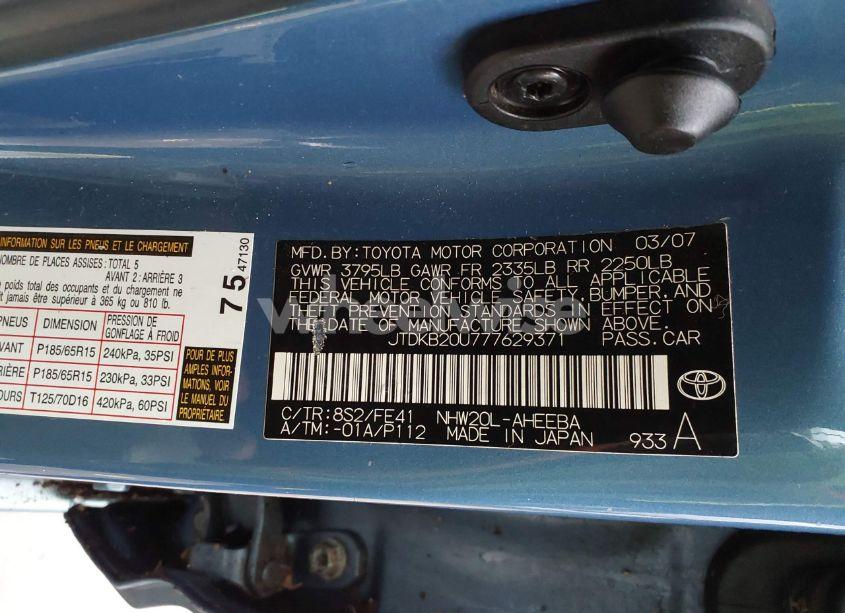 INFORMATION SUR LES PNEUS ET LE CHARGEMENT
NOMBRE DE PLACES ASSISES: TOTAL 5
AVANT 2: ARRIÈRE 3
poids total des occupants et du chargement ne
it jamais être supérieur à 365 kg ou 810 lb.
PNEUS DIMENSION PRESSION DE GONFLAGE À FROID
VANT P185/65R15 240kPa, 35PSI
RIÈRE P185/65R15 230kPa, 33PSI
OURS T125/70D16 420kPa, 60PSI
POUR DE PLUS
AMPLES INFOR-
MATIONS,
VEUILLEZ LIRE
LE MANUEL DU
PROPRIÉTAIRE.
75
47130
MFD. BY: TOYOTA MOTOR CORPORATION 03/07
GVWR 3795LB GAWR FR 2335LB RR 2250LB
THIS VEHICLE CONFORMS TO ALL APPLICABLE
FEDERAL MOTOR VEHICLE SAFETY, BUMPER, AND
THEFT PREVENTION STANDARDS IN EFFECT ON
THE DATE OF MANUFACTURE SHOWN ABOVE.
JTDKB20U777629371 PASS.CAR
C/TR:8S2/FE41 NHW20L-AHEEBA
A/TM:-01A/P112 MADE IN JAPAN 933 A